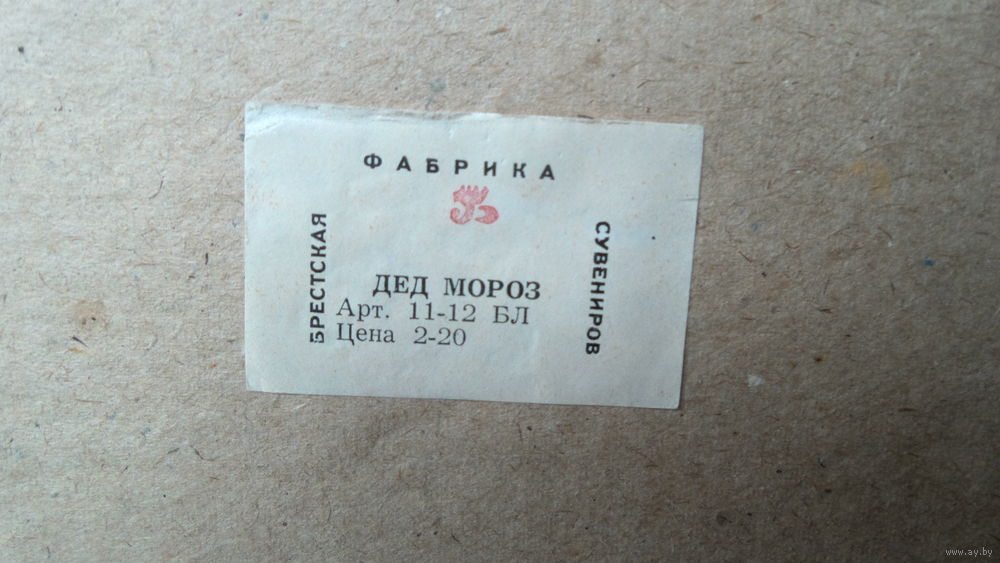 БРЕСТСКАЯ
ФАБРИКА
СУВЕНИРОВ
ДЕД МОРОЗ
Арт. 11-12 БЛ
Цена 2-20
www.ay.by